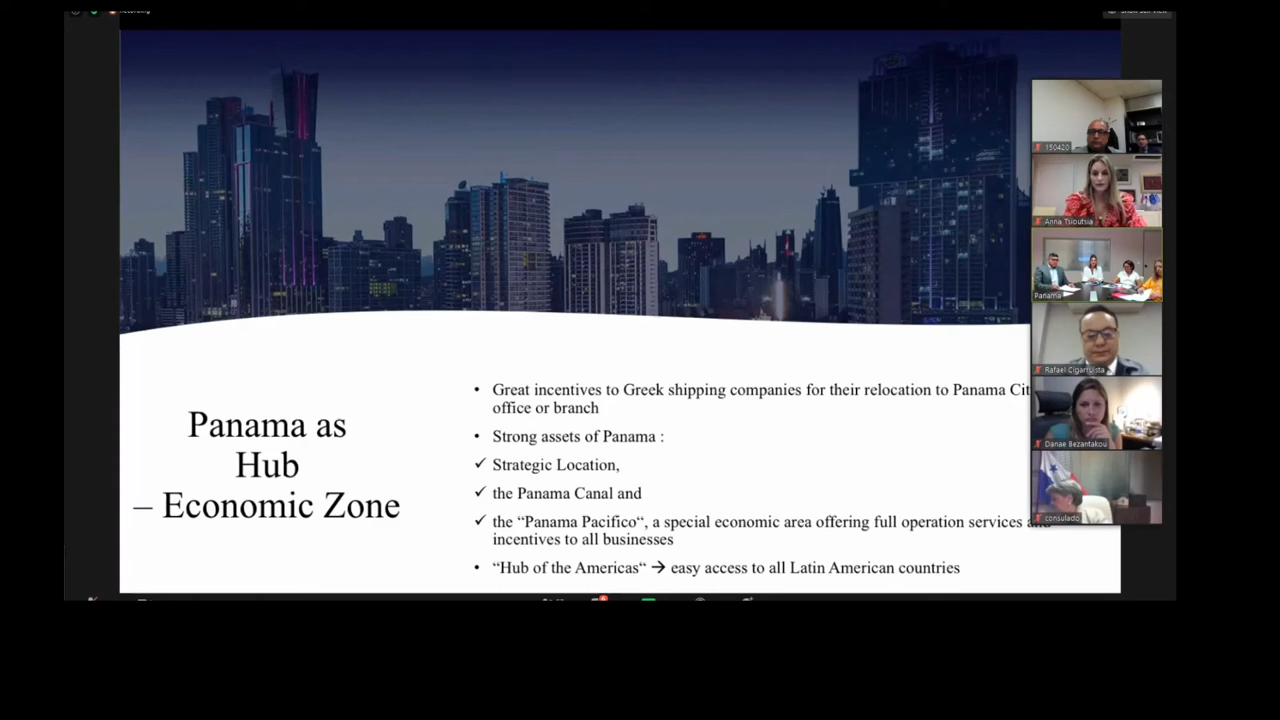 150420
Anna Tsioutsia
Panama
Rafael Cigarruista
Danae Bezantakou
consulado
Panama as
Hub
– Economic Zone
• Great incentives to Greek shipping companies for their relocation to Panama
office or branch
• Strong assets of Panama :
✓ Strategic Location,
✓ the Panama Canal and
✓ the “Panama Pacifico“, a special economic area offering full operation services
incentives to all businesses
• “Hub of the Americas“ → easy access to all Latin American countries